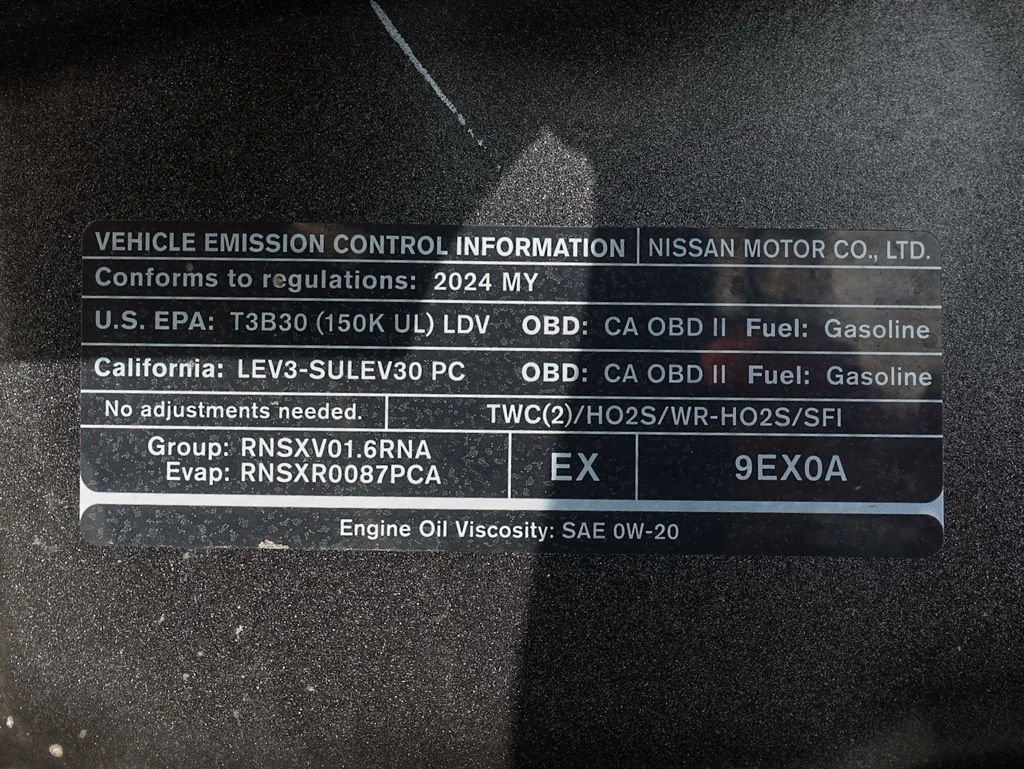 VEHICLE EMISSION CONTROL INFORMATION NISSAN MOTOR CO., LTD.
Conforms to regulations: 2024 MY
U.S. EPA: T3B30 (150K UL) LDV OBD: CA OBD II Fuel: Gasoline
California: LEV3-SULEV30 PC OBD: CA OBD II Fuel: Gasoline
No adjustments needed. TWC(2)/HO2S/WR-HO2S/SFI
Group: RNSXV01.6RNA
Evap: RNSXR0087PCA
EX 9EX0A
Engine Oil Viscosity: SAE 0W-20